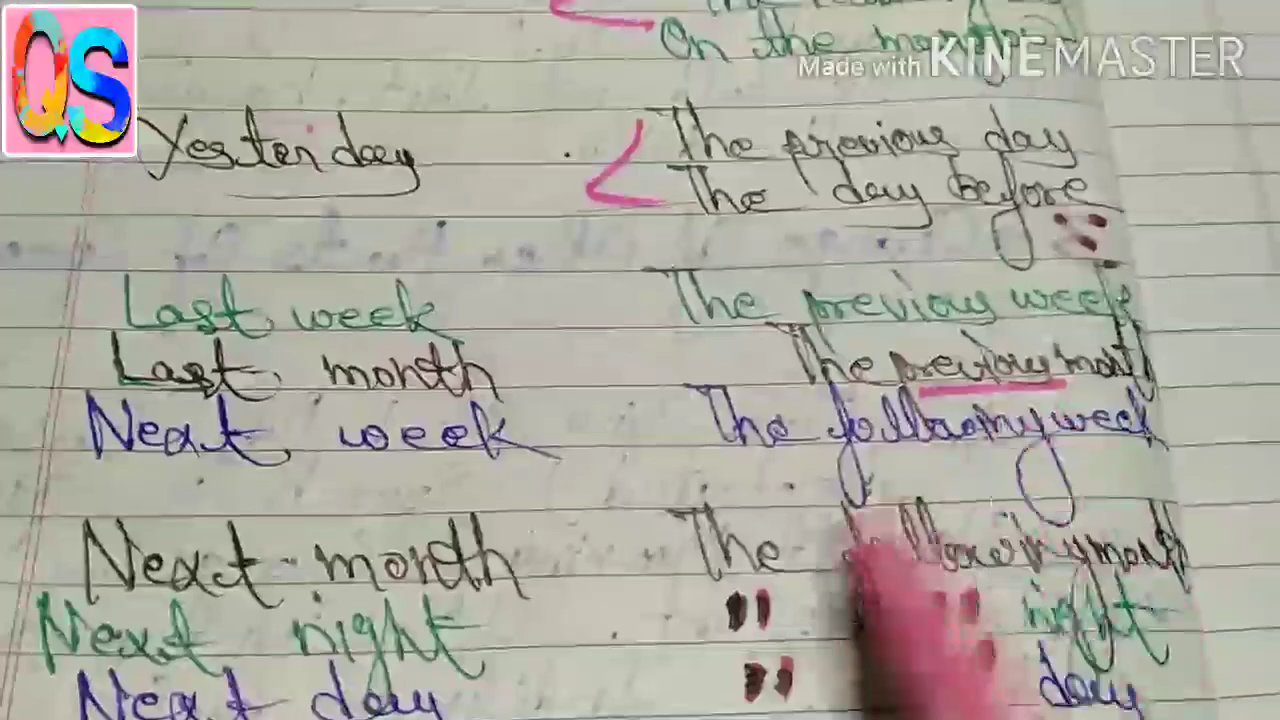 On the
Made with KINEMASTER
QS
Yesterday < The previous day
The day before
Last week The previous week
Last month The previous month
Next week The following week
Next month The following month
Next night " " night
Next day " " day